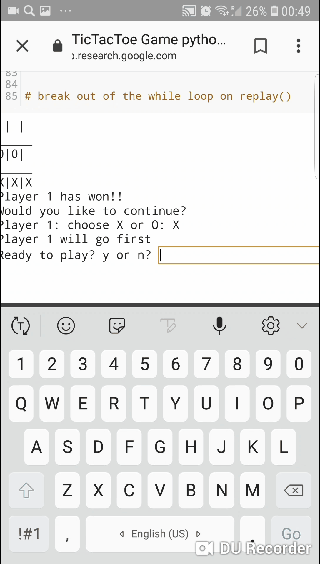 26% 00:49
TicTacToe Game pytho...
o.research.google.com
83
84
85 # break out of the while loop on replay()
| |
O|O|
X|X|X
Player 1 has won!!
Would you like to continue?
Player 1: choose X or O: X
Player 1 will go first
Ready to play? y or n?
1 2 3 4 5 6 7 8 9 0
Q W E R T Y U I O P
A S D F G H J K L
Z X C V B N M
!#1 , English (US) . Go
DU Recorder